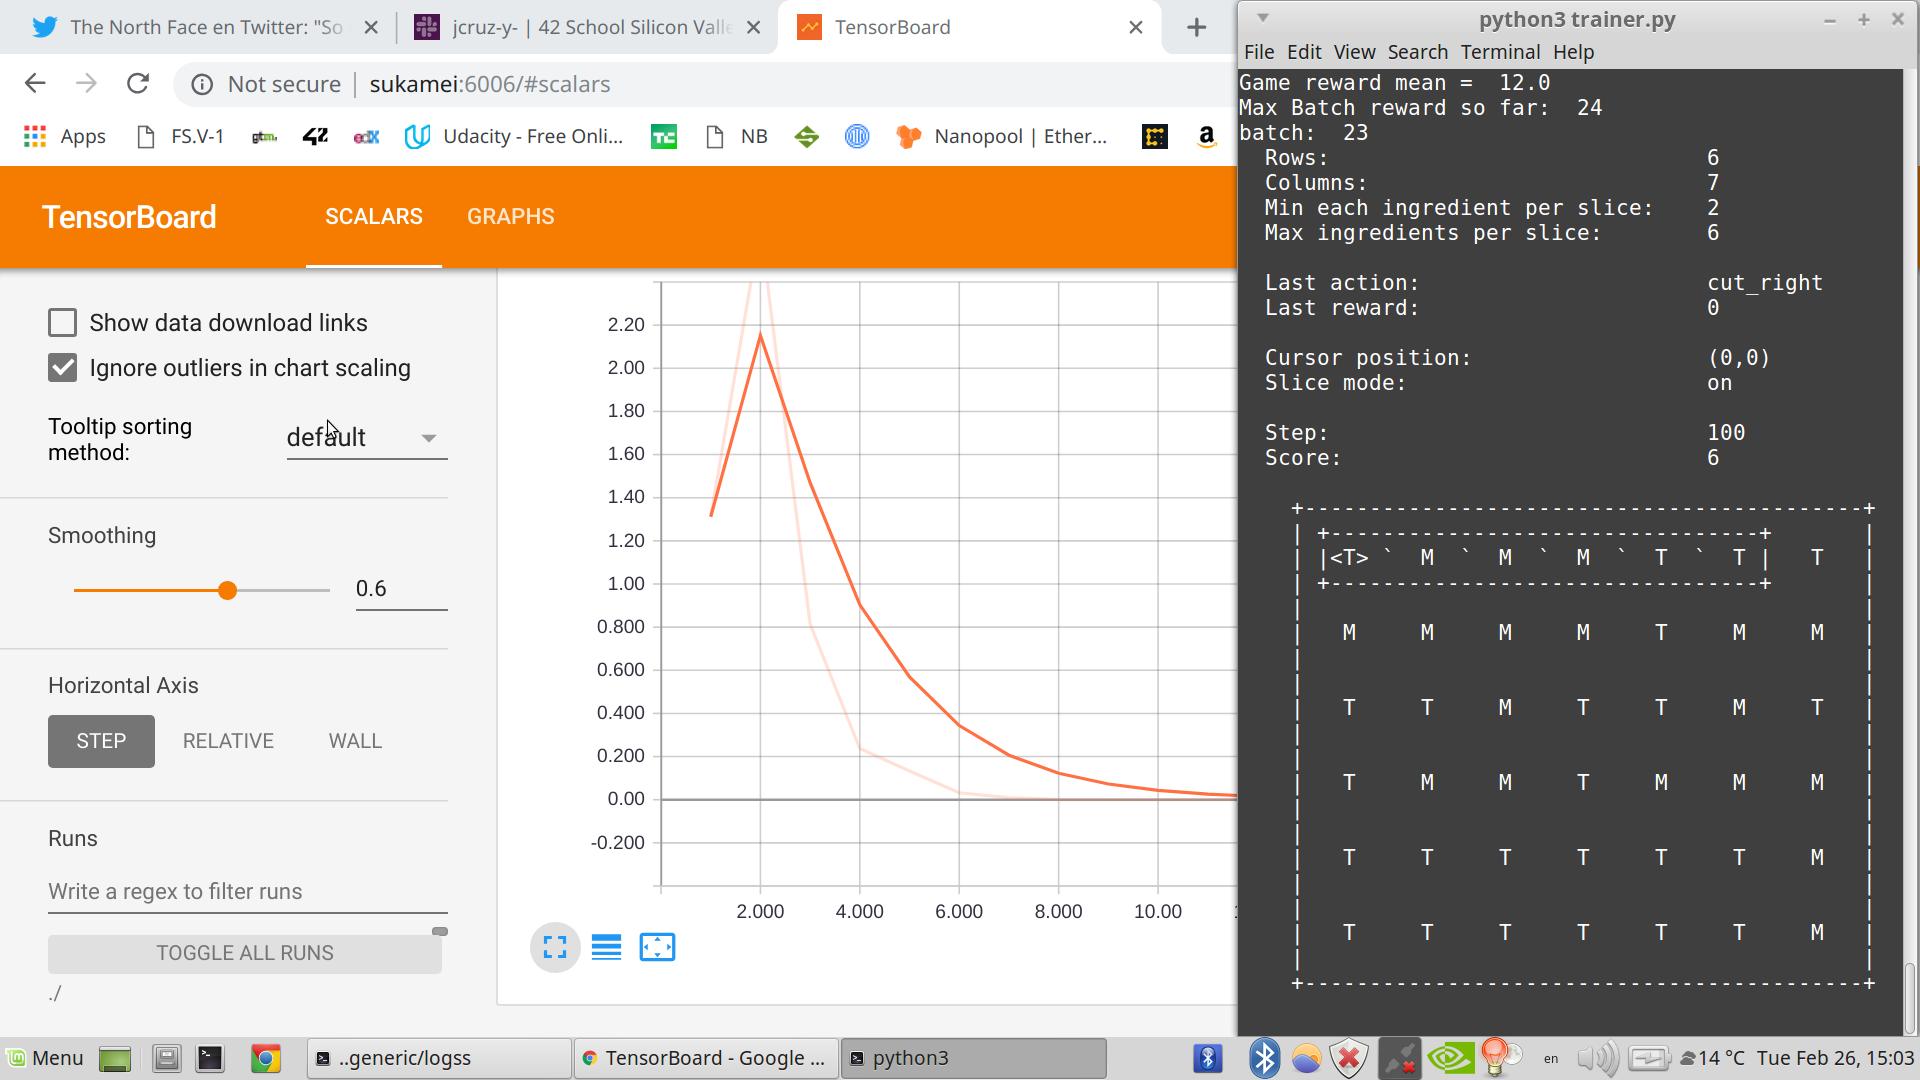 The North Face en Twitter: "So
jcruz-y- | 42 School Silicon Valle
TensorBoard
Not secure | sukamei:6006/#scalars
Apps FS.V-1 gtm. 42 edX Udacity - Free Onli... TC NB Nanopool | Ether... a
TensorBoard SCALARS GRAPHS
Show data download links
Ignore outliers in chart scaling
Tooltip sorting
method: default
Smoothing
0.6
Horizontal Axis
STEP RELATIVE WALL
Runs
Write a regex to filter runs
TOGGLE ALL RUNS
./
2.20
2.00
1.80
1.60
1.40
1.20
1.00
0.800
0.600
0.400
0.200
0.00
-0.200
2.000 4.000 6.000 8.000 10.00
python3 trainer.py
File Edit View Search Terminal Help
Game reward mean = 12.0
Max Batch reward so far: 24
batch: 23
Rows: 6
Columns: 7
Min each ingredient per slice: 2
Max ingredients per slice: 6
Last action: cut_right
Last reward: 0
Cursor position: (0,0)
Slice mode: on
Step: 100
Score: 6
+-------------------------------------------+
| +---------------------------------+ |
| |<T> ` M ` M ` M ` T ` T | T |
| +---------------------------------+ |
| |
| M M M M T M M |
| |
| |
| T T M T T M T |
| |
| |
| T M M T M M M |
| |
| |
| T T T T T T M |
| |
| |
| T T T T T T M |
| |
+-------------------------------------------+
Menu ..generic/logss TensorBoard - Google ... python3 en 14 °C Tue Feb 26, 15:03